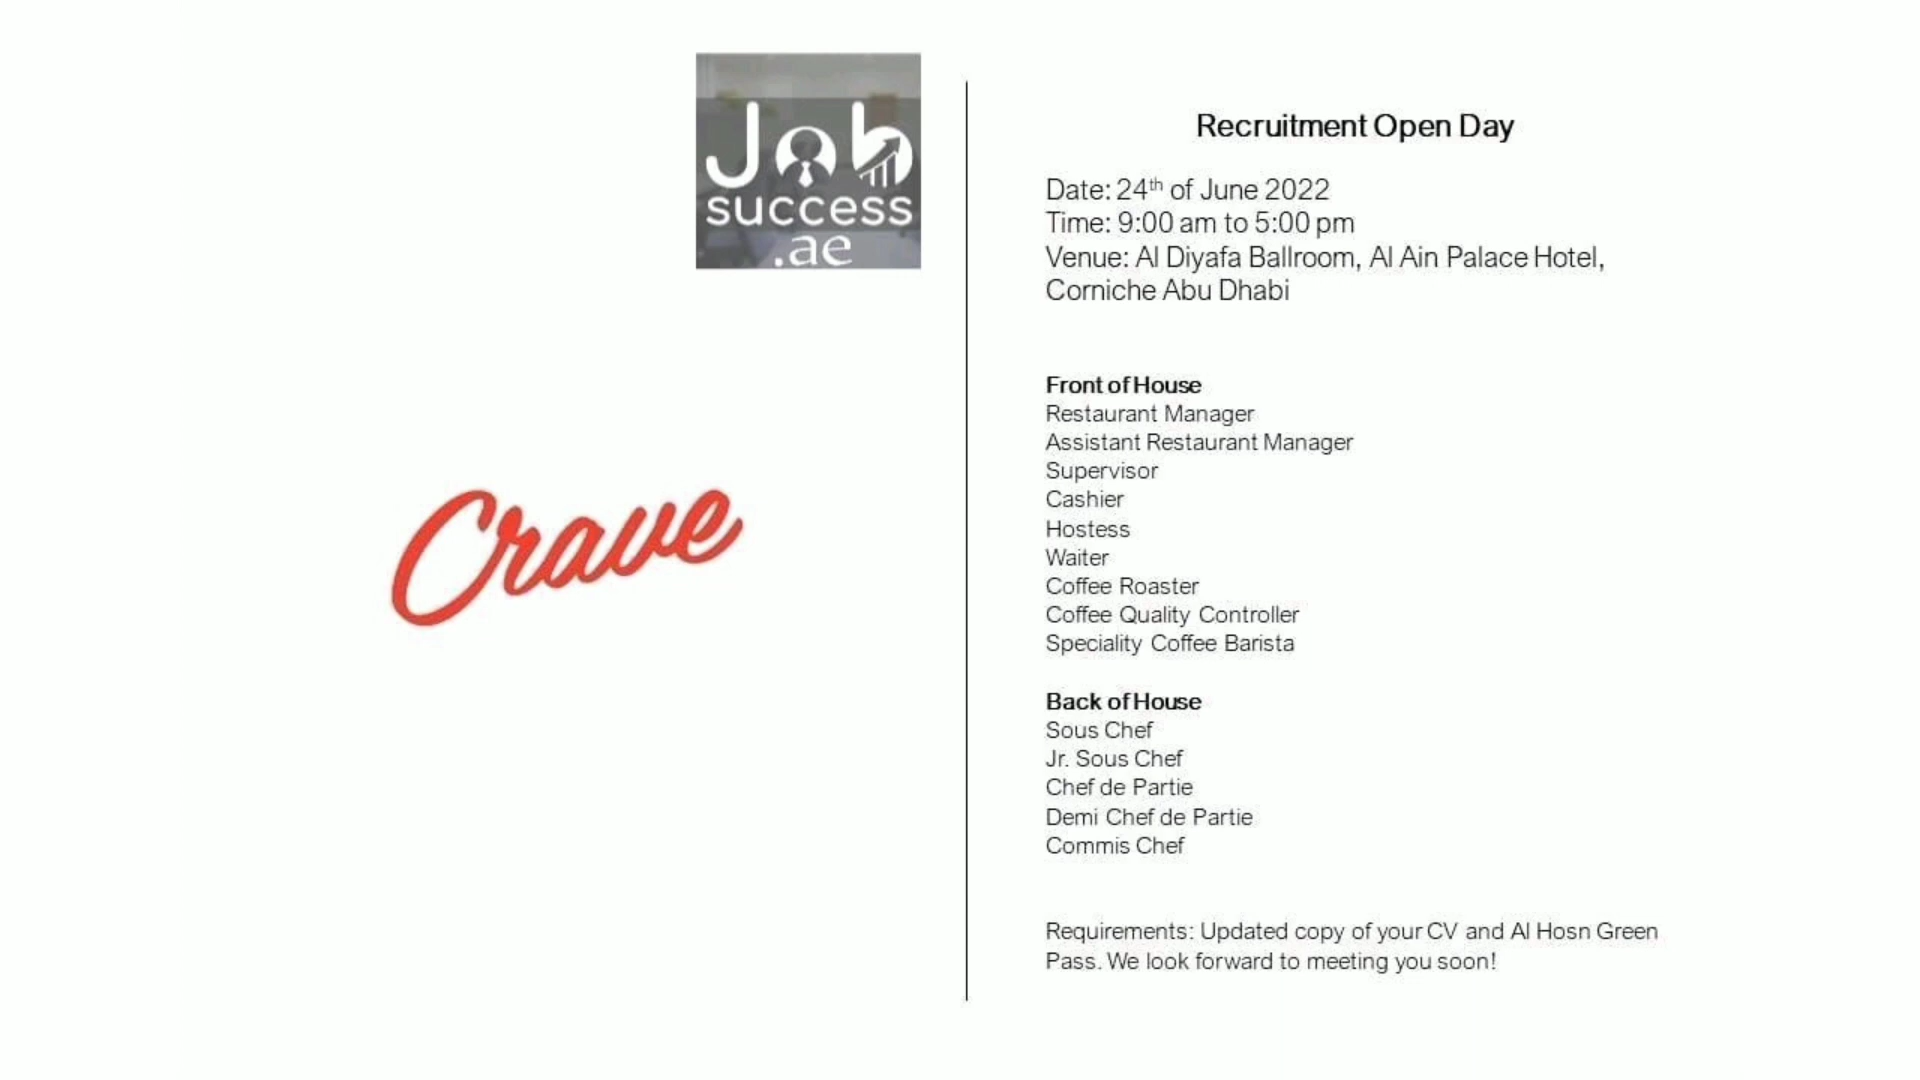 Job
success
.ae
Crave
Recruitment Open Day
Date: 24th of June 2022
Time: 9:00 am to 5:00 pm
Venue: Al Diyafa Ballroom, Al Ain Palace Hotel,
Corniche Abu Dhabi
Front of House
Restaurant Manager
Assistant Restaurant Manager
Supervisor
Cashier
Hostess
Waiter
Coffee Roaster
Coffee Quality Controller
Speciality Coffee Barista
Back of House
Sous Chef
Jr. Sous Chef
Chef de Partie
Demi Chef de Partie
Commis Chef
Requirements: Updated copy of your CV and Al Hosn Green
Pass. We look forward to meeting you soon!